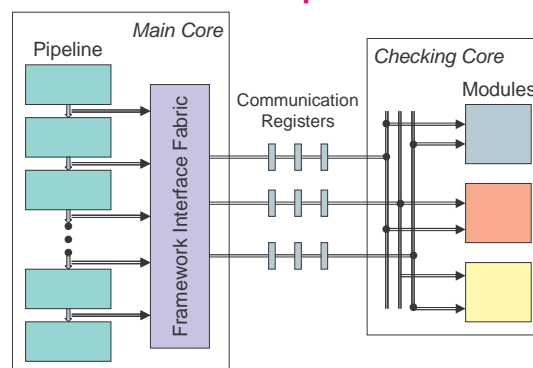 Main Core
Pipeline
Framework Interface Fabric
Communication
Registers
Checking Core
Modules